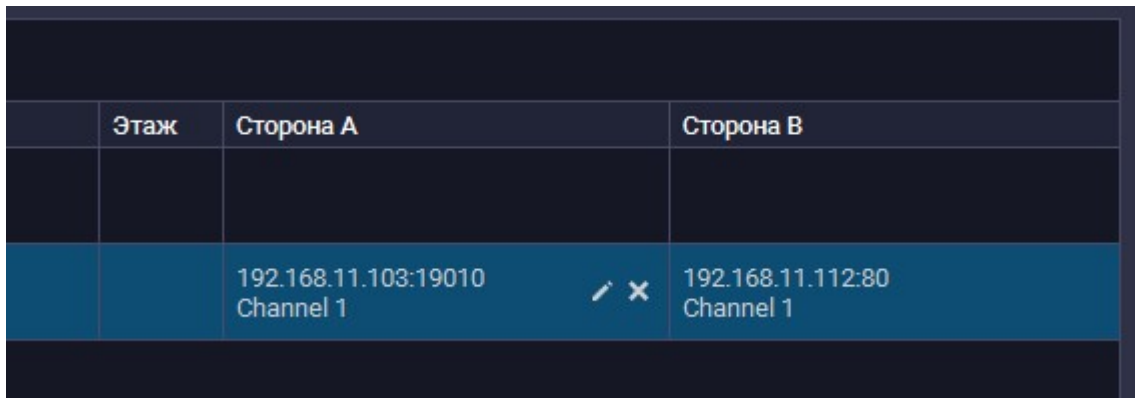 Этаж
Сторона A
Сторона B
192.168.11.103:19010
Channel 1
192.168.11.112:80
Channel 1